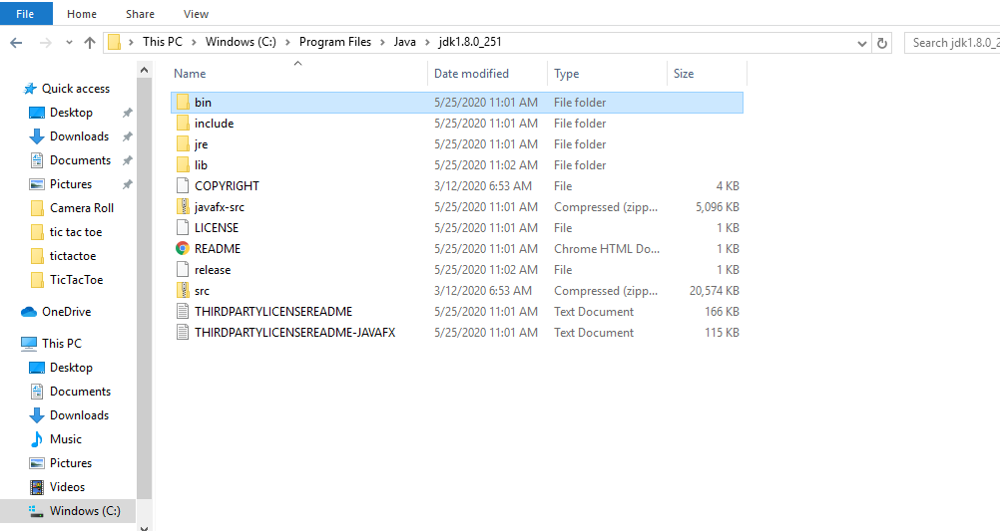 File Home Share View
This PC Windows (C:) Program Files Java jdk1.8.0_251 Search jdk1.8.0_2
Name Date modified Type Size
Quick access
Desktop
Downloads
Documents
Pictures
Camera Roll
tic tac toe
tictactoe
TicTacToe
OneDrive
This PC
Desktop
Documents
Downloads
Music
Pictures
Videos
Windows (C:)
bin 5/25/2020 11:01 AM File folder
include 5/25/2020 11:01 AM File folder
jre 5/25/2020 11:01 AM File folder
lib 5/25/2020 11:02 AM File folder
COPYRIGHT 3/12/2020 6:53 AM File 4 KB
javafx-src 5/25/2020 11:01 AM Compressed (zipp... 5,096 KB
LICENSE 5/25/2020 11:01 AM File 1 KB
README 5/25/2020 11:01 AM Chrome HTML Do... 1 KB
release 5/25/2020 11:02 AM File 1 KB
src 3/12/2020 6:53 AM Compressed (zipp... 20,574 KB
THIRDPARTYLICENSEREADME 5/25/2020 11:01 AM Text Document 166 KB
THIRDPARTYLICENSEREADME-JAVAFX 5/25/2020 11:01 AM Text Document 115 KB